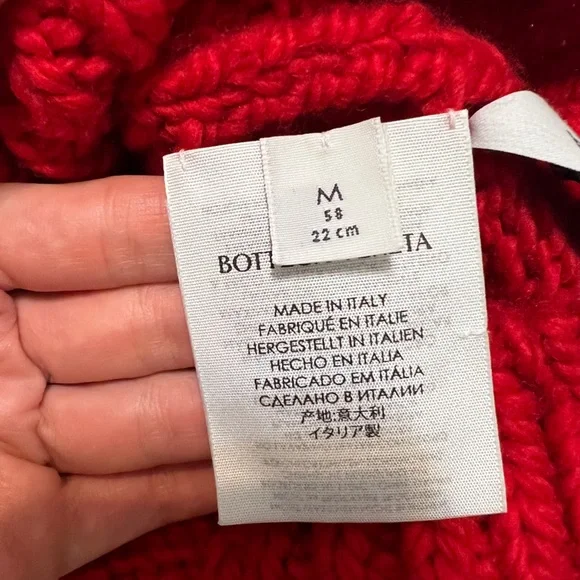 M
58
22 cm
BOTT ETA
MADE IN ITALY
FABRIQUÉ EN ITALIE
HERGESTELLT IN ITALIEN
HECHO EN ITALIA
FABRICADO EM ITÁLIA
СДЕЛАНО В ИТАЛИИ
产地:意大利
イタリア製